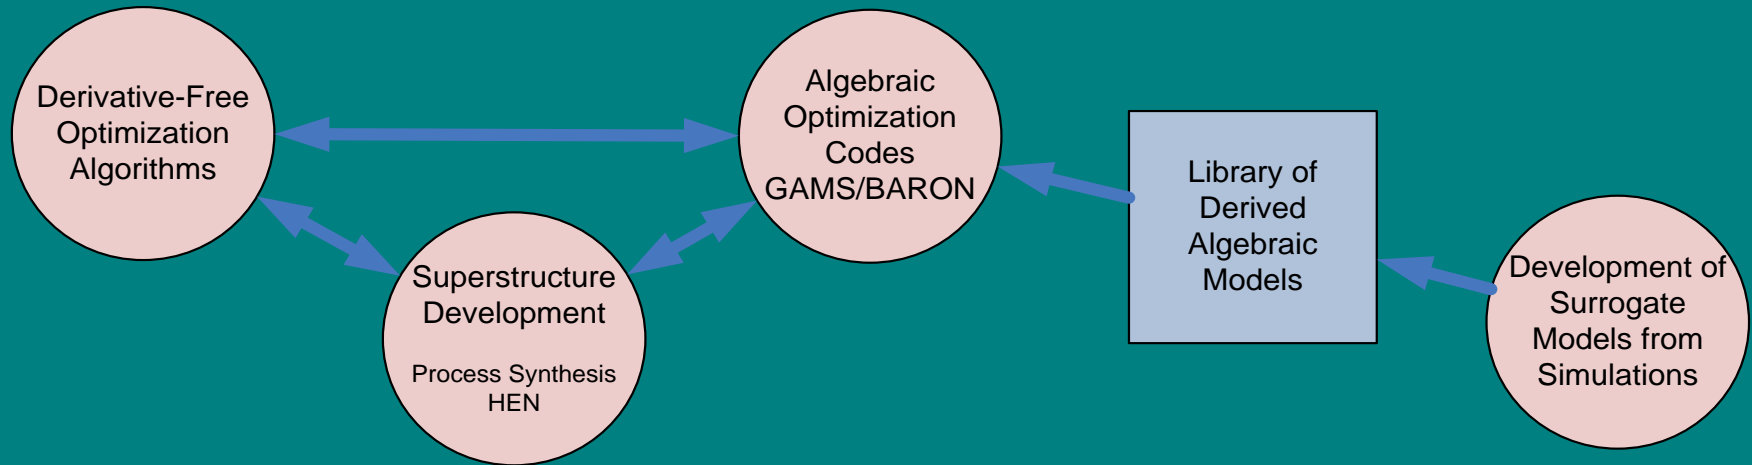 Derivative-Free
Optimization
Algorithms
Algebraic
Optimization
Codes
GAMS/BARON
Superstructure
Development
Process Synthesis
HEN
Library of
Derived
Algebraic
Models
Development of
Surrogate
Models from
Simulations